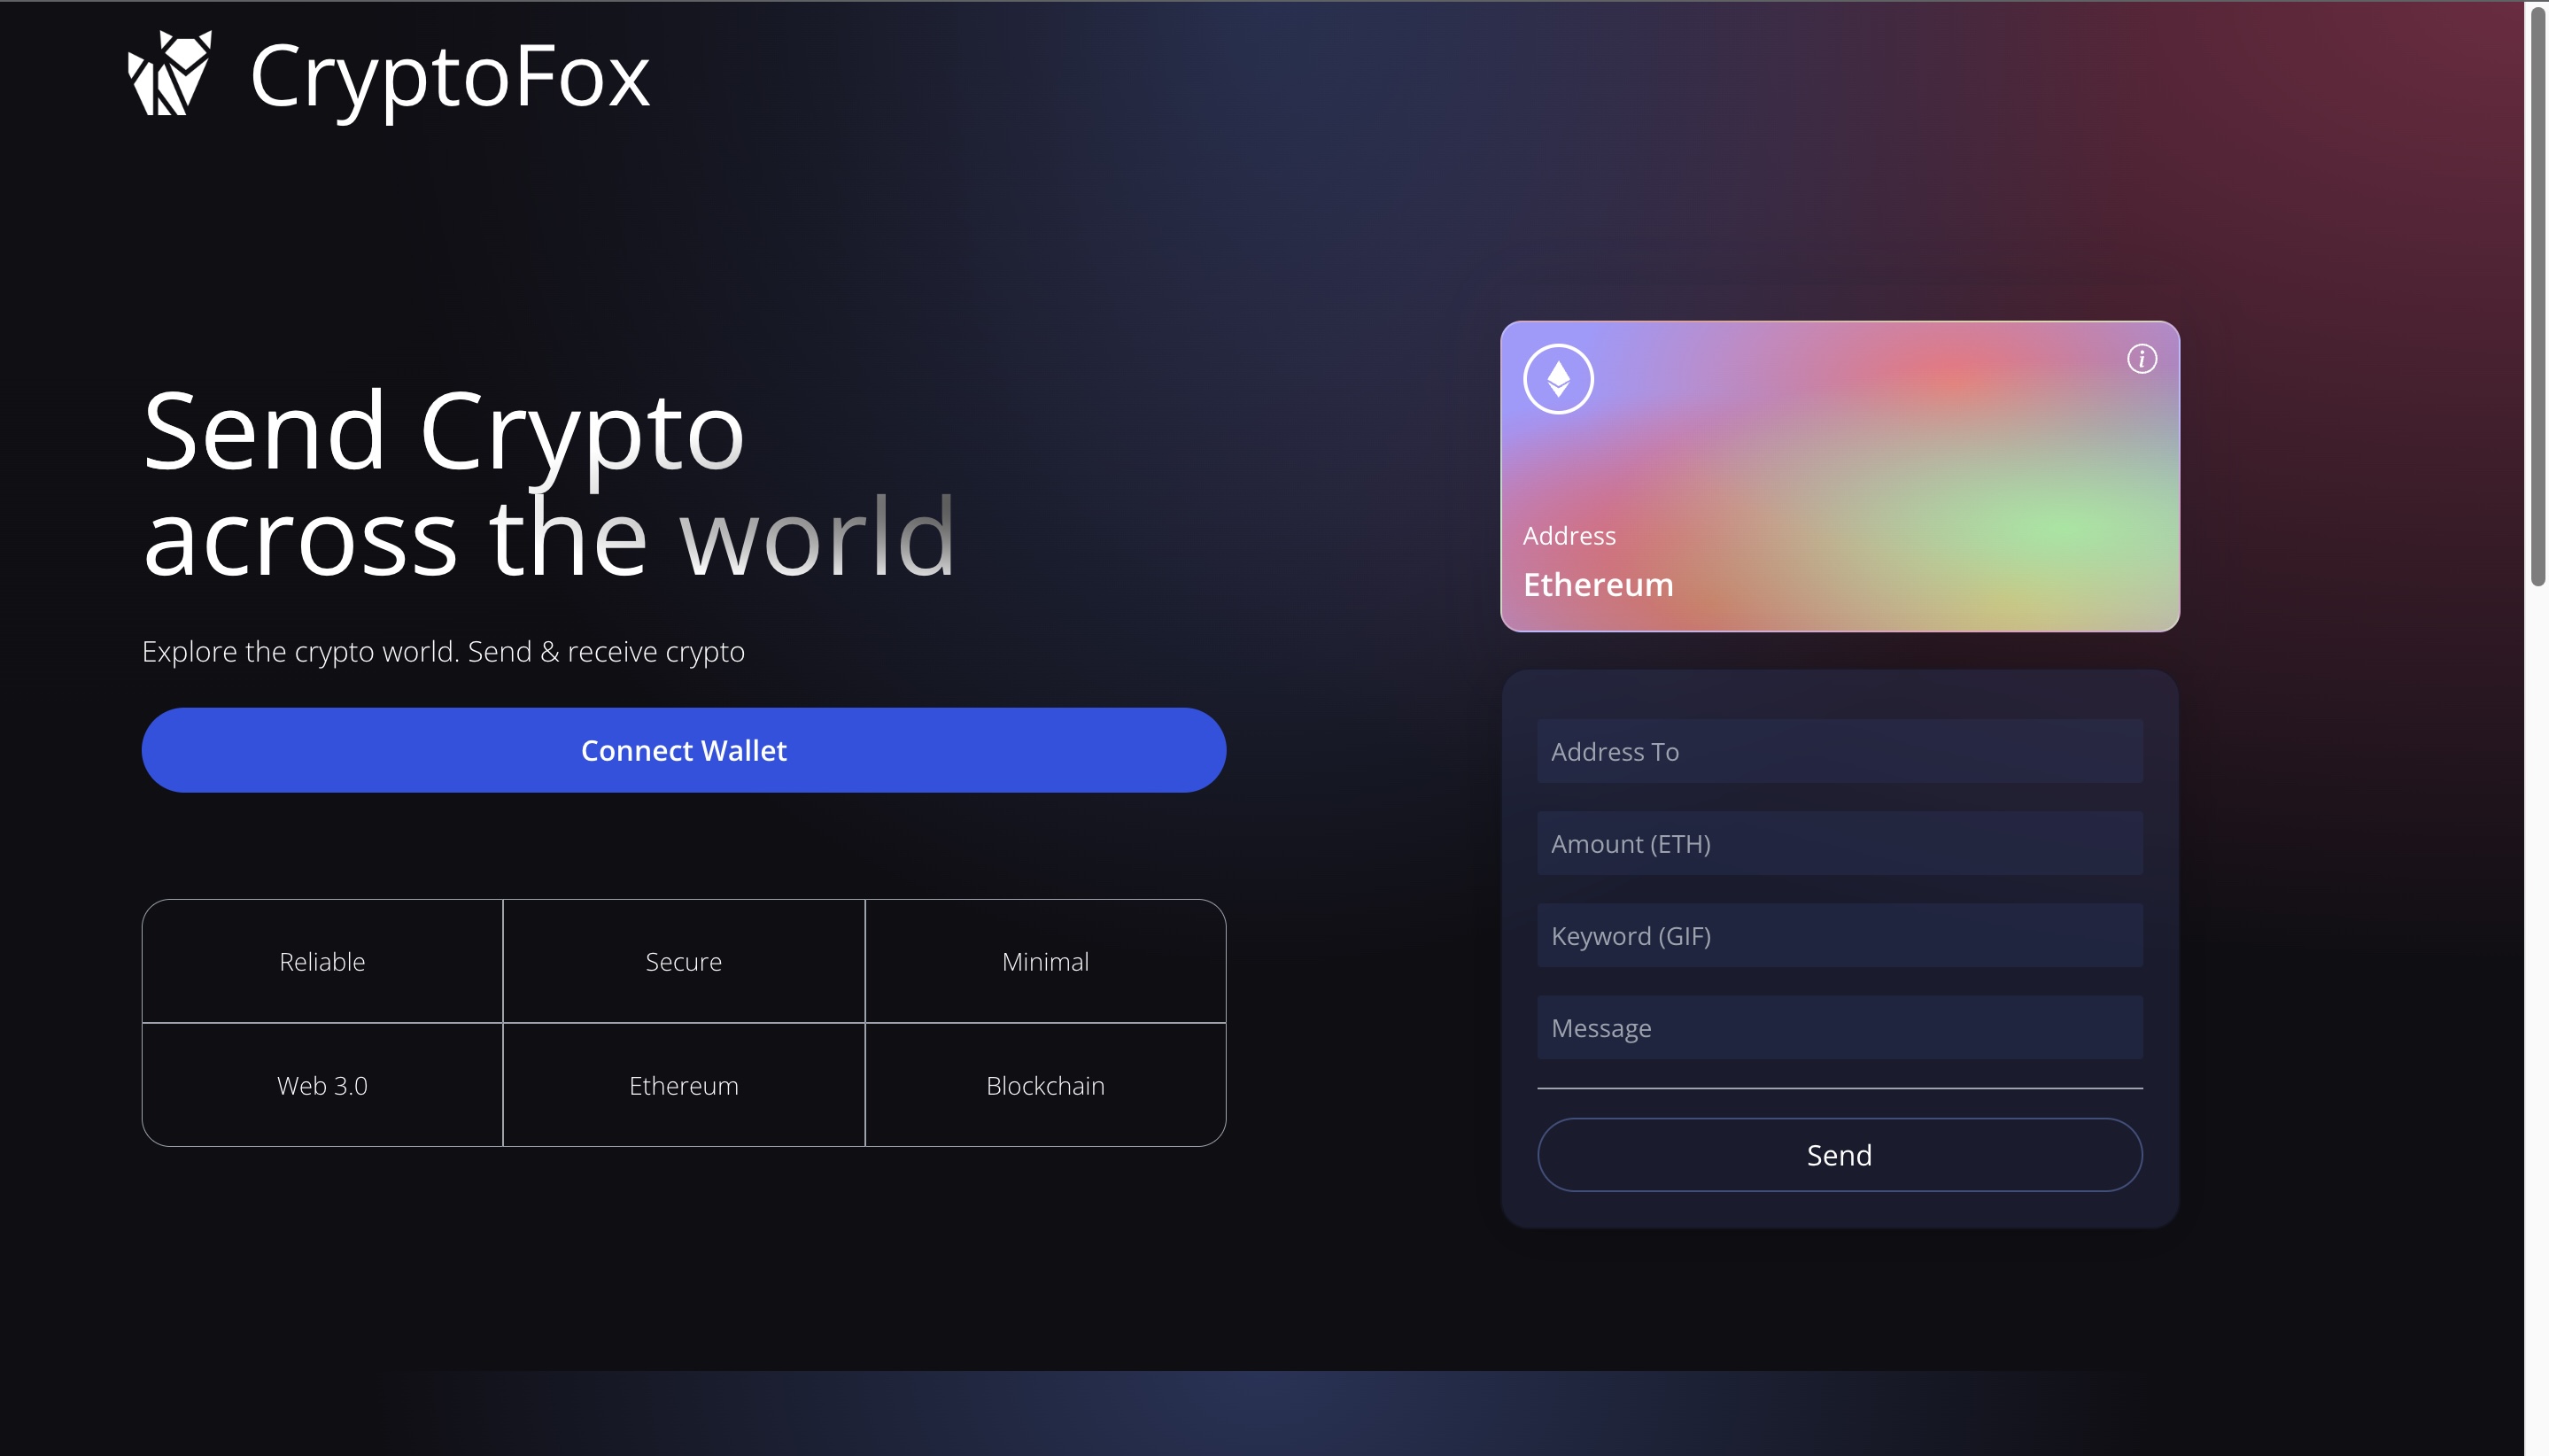 CryptoFox
Send Crypto
across the world
Explore the crypto world. Send & receive crypto
Connect Wallet
Reliable
Secure
Minimal
Web 3.0
Ethereum
Blockchain
i
Address
Ethereum
Address To
Amount (ETH)
Keyword (GIF)
Message
Send